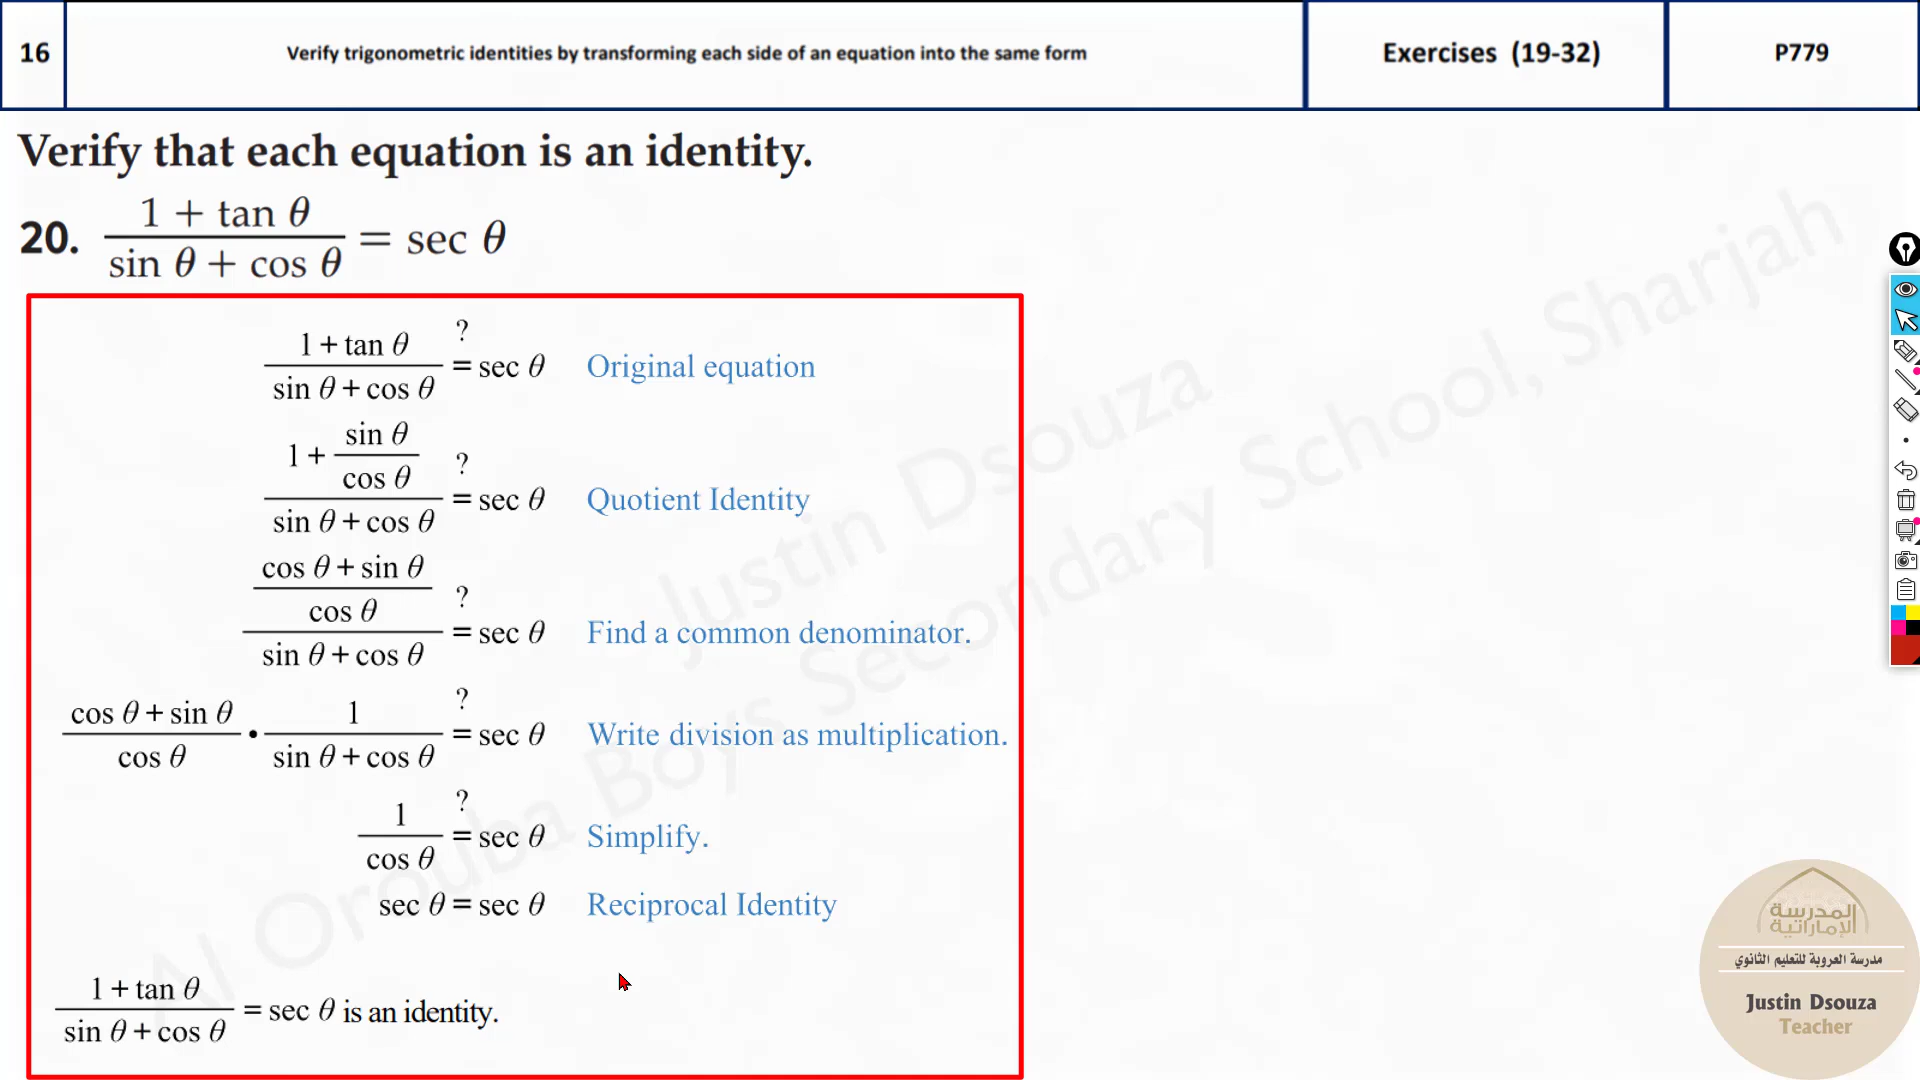 16
Verify trigonometric identities by transforming each side of an equation into the same form
Exercises (19-32)
P779
Verify that each equation is an identity.
20. (1 + tan θ)/(sin θ + cos θ) = sec θ
(1 + tan θ)/(sin θ + cos θ) ?= sec θ Original equation
(1 + sin θ/cos θ)/(sin θ + cos θ) ?= sec θ Quotient Identity
((cos θ + sin θ)/cos θ)/(sin θ + cos θ) ?= sec θ Find a common denominator.
(cos θ + sin θ)/cos θ • 1/(sin θ + cos θ) ?= sec θ Write division as multiplication.
1/cos θ ?= sec θ Simplify.
sec θ = sec θ Reciprocal Identity
(1 + tan θ)/(sin θ + cos θ) = sec θ is an identity.
Justin Dsouza
Al Orouba Boys Secondary School, Sharjah
المدرسة
الإماراتية
مدرسة العروبة للتعليم الثانوي
Justin Dsouza
Teacher